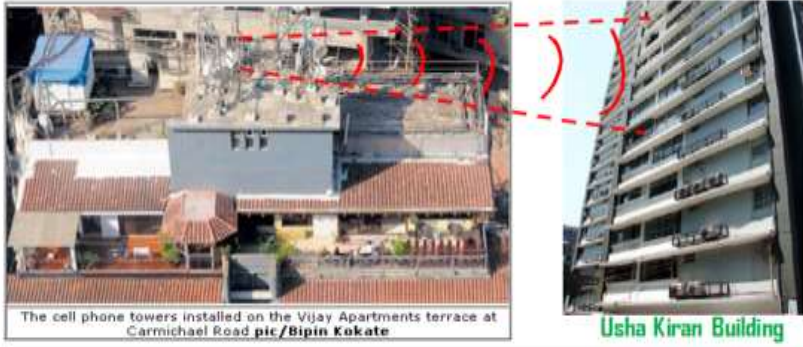 The cell phone towers installed on the Vijay Apartments terrace at
Carmichael Road pic/Bipin Kokate
Usha Kiran Building